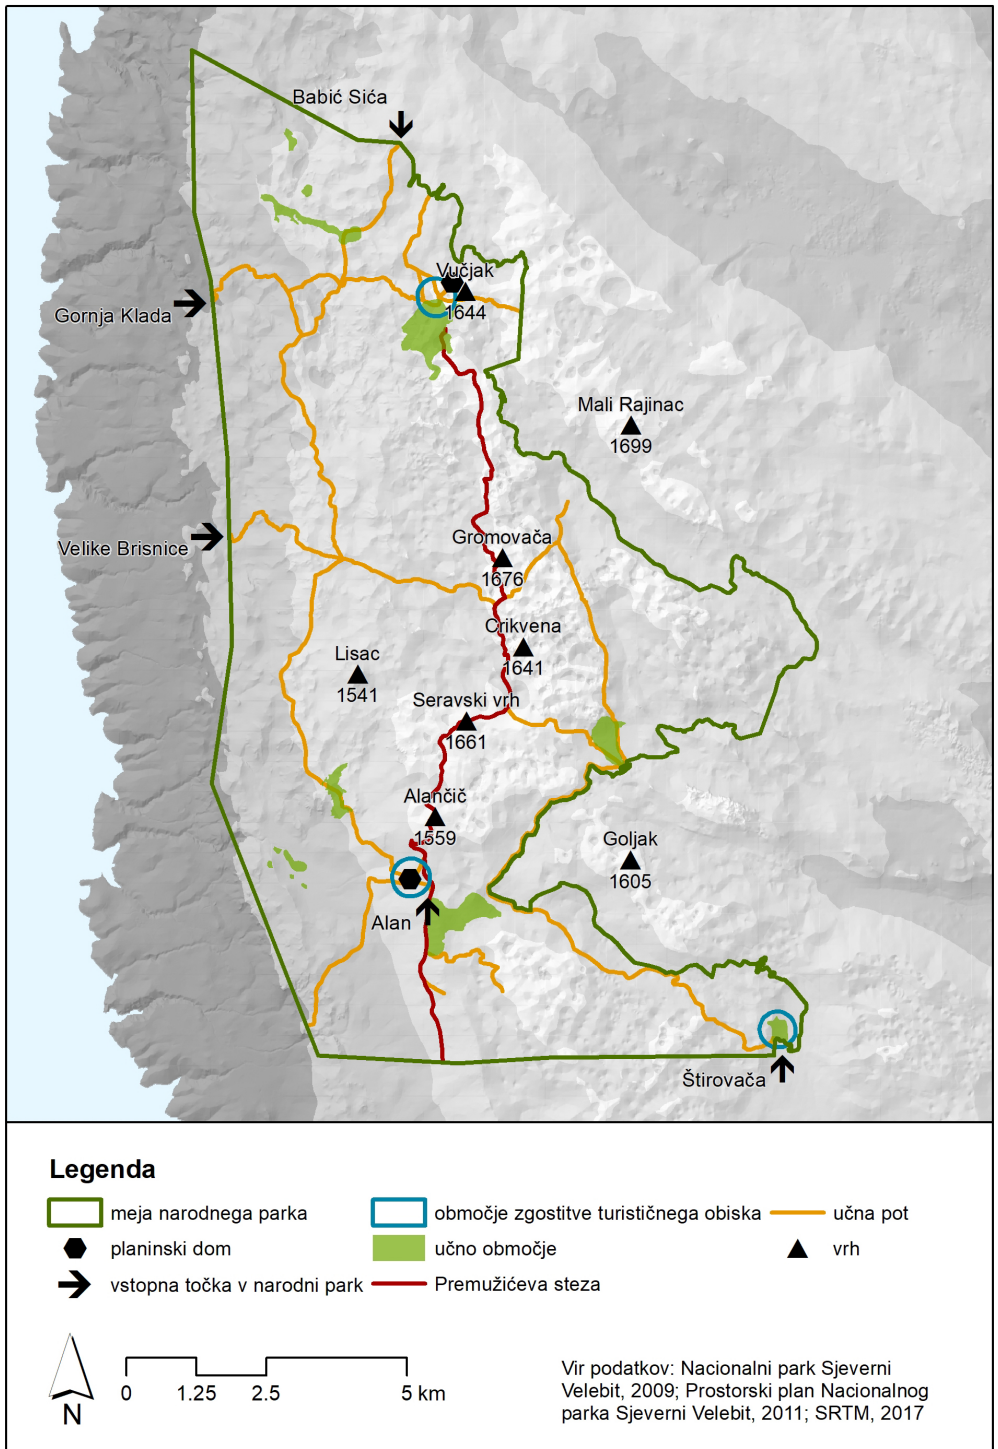 Babić Sića
Vučjak
1644
Gornja Klada
Mali Rajinac
1699
Gromovača
1676
Velike Brisnice
Crikvena
1641
Lisac
1541
Seravski vrh
1661
Alančič
1559
Goljak
1605
Alan
Štirovača
Legenda
meja narodnega parka
območje zgostitve turističnega obiska
učna pot
planinski dom
učno območje
vrh
vstopna točka v narodni park
Premužićeva steza
N
0 1.25 2.5 5 km
Vir podatkov: Nacionalni park Sjeverni
Velebit, 2009; Prostorski plan Nacionalnog
parka Sjeverni Velebit, 2011; SRTM, 2017